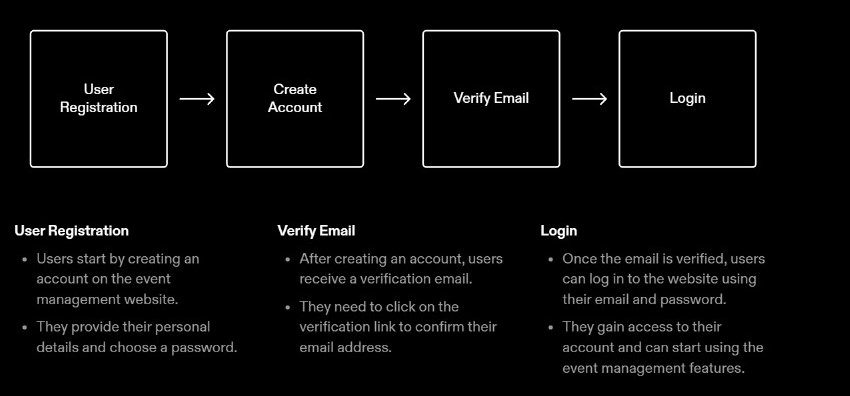 User
Registration
Create
Account
Verify Email
Login
User Registration
• Users start by creating an
account on the event
management website.
• They provide their personal
details and choose a password.
Verify Email
• After creating an account, users
receive a verification email.
• They need to click on the
verification link to confirm their
email address.
Login
• Once the email is verified, users
can log in to the website using
their email and password.
• They gain access to their
account and can start using the
event management features.